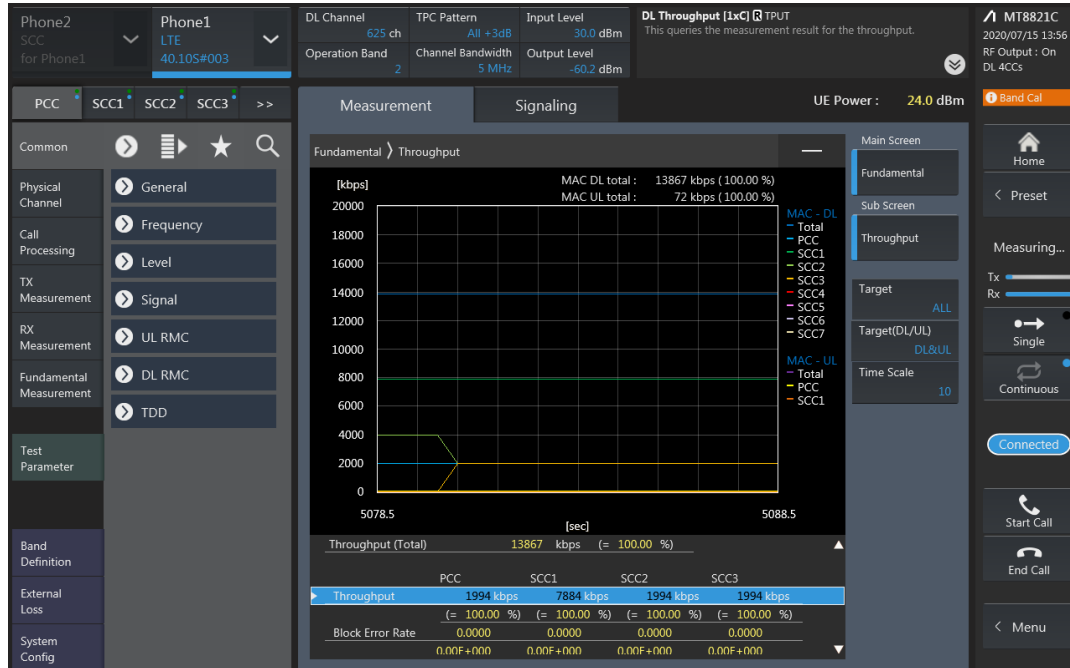 Phone2
SCC
for Phone1
Phone1
LTE
40.10S#003
DL Channel
625 ch
TPC Pattern
All +3dB
Input Level
30.0 dBm
Operation Band
2
Channel Bandwidth
5 MHz
Output Level
-60.2 dBm
DL Throughput [1xC] R TPUT
This queries the measurement result for the throughput.
MT8821C
2020/07/15 13:56
RF Output : On
DL 4CCs
Band Cal
PCC SCC1 SCC2 SCC3 >>
Measurement Signaling
UE Power : 24.0 dBm
Common
Physical
Channel
Call
Processing
TX
Measurement
RX
Measurement
Fundamental
Measurement
Test
Parameter
Band
Definition
External
Loss
System
Config
General
Frequency
Level
Signal
UL RMC
DL RMC
TDD
Fundamental Throughput
[kbps]
MAC DL total : 13867 kbps ( 100.00 %)
MAC UL total : 72 kbps ( 100.00 %)
20000
18000
16000
14000
12000
10000
8000
6000
4000
2000
0
5078.5
[sec]
5088.5
MAC - DL
Total
PCC
SCC1
SCC2
SCC3
SCC4
SCC5
SCC6
SCC7
MAC - UL
Total
PCC
SCC1
Throughput (Total) 13867 kbps (= 100.00 %)
PCC SCC1 SCC2 SCC3
Throughput 1994 kbps 7884 kbps 1994 kbps 1994 kbps
(= 100.00 %) (= 100.00 %) (= 100.00 %) (= 100.00 %)
Block Error Rate 0.0000 0.0000 0.0000 0.0000
0.00E+000 0.00E+000 0.00E+000 0.00E+000
Main Screen
Fundamental
Sub Screen
Throughput
Target
ALL
Target(DL/UL)
DL&UL
Time Scale
10
Home
< Preset
Measuring...
Tx
Rx
Single
Continuous
Connected
Start Call
End Call
< Menu